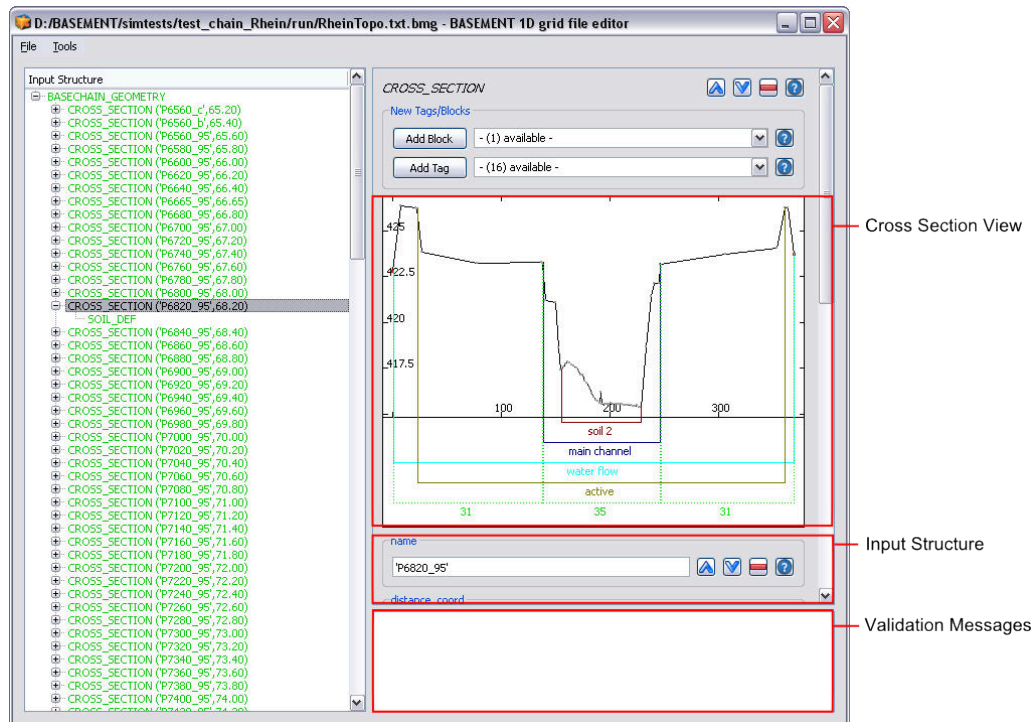 D:/BASEMENT/simtests/test_chain_Rhein/run/RheinTopo.txt.bmg - BASEMENT 1D grid file editor
File Tools
Input Structure
BASECHAIN_GEOMETRY
CROSS_SECTION ('P6560_c',65.20)
CROSS_SECTION ('P6560_b',65.40)
CROSS_SECTION ('P6560_95',65.60)
CROSS_SECTION ('P6580_95',65.80)
CROSS_SECTION ('P6600_95',66.00)
CROSS_SECTION ('P6620_95',66.20)
CROSS_SECTION ('P6640_95',66.40)
CROSS_SECTION ('P6665_95',66.65)
CROSS_SECTION ('P6680_95',66.80)
CROSS_SECTION ('P6700_95',67.00)
CROSS_SECTION ('P6720_95',67.20)
CROSS_SECTION ('P6740_95',67.40)
CROSS_SECTION ('P6760_95',67.60)
CROSS_SECTION ('P6780_95',67.80)
CROSS_SECTION ('P6800_95',68.00)
CROSS_SECTION ('P6820_95',68.20)
SOIL_DEF
CROSS_SECTION ('P6840_95',68.40)
CROSS_SECTION ('P6860_95',68.60)
CROSS_SECTION ('P6880_95',68.80)
CROSS_SECTION ('P6900_95',69.00)
CROSS_SECTION ('P6920_95',69.20)
CROSS_SECTION ('P6940_95',69.40)
CROSS_SECTION ('P6960_95',69.60)
CROSS_SECTION ('P6980_95',69.80)
CROSS_SECTION ('P7000_95',70.00)
CROSS_SECTION ('P7020_95',70.20)
CROSS_SECTION ('P7040_95',70.40)
CROSS_SECTION ('P7060_95',70.60)
CROSS_SECTION ('P7080_95',70.80)
CROSS_SECTION ('P7100_95',71.00)
CROSS_SECTION ('P7120_95',71.20)
CROSS_SECTION ('P7140_95',71.40)
CROSS_SECTION ('P7160_95',71.60)
CROSS_SECTION ('P7180_95',71.80)
CROSS_SECTION ('P7200_95',72.00)
CROSS_SECTION ('P7220_95',72.20)
CROSS_SECTION ('P7240_95',72.40)
CROSS_SECTION ('P7260_95',72.60)
CROSS_SECTION ('P7280_95',72.80)
CROSS_SECTION ('P7300_95',73.00)
CROSS_SECTION ('P7320_95',73.20)
CROSS_SECTION ('P7340_95',73.40)
CROSS_SECTION ('P7360_95',73.60)
CROSS_SECTION ('P7380_95',73.80)
CROSS_SECTION ('P7400_95',74.00)
CROSS_SECTION
New Tags/Blocks
Add Block - (1) available -
Add Tag - (16) available -
425
422.5
420
417.5
100 200 300
soil 2
main channel
water flow
active
31 35 31
name
'P6820_95'
distance_coord
Cross Section View
Input Structure
Validation Messages